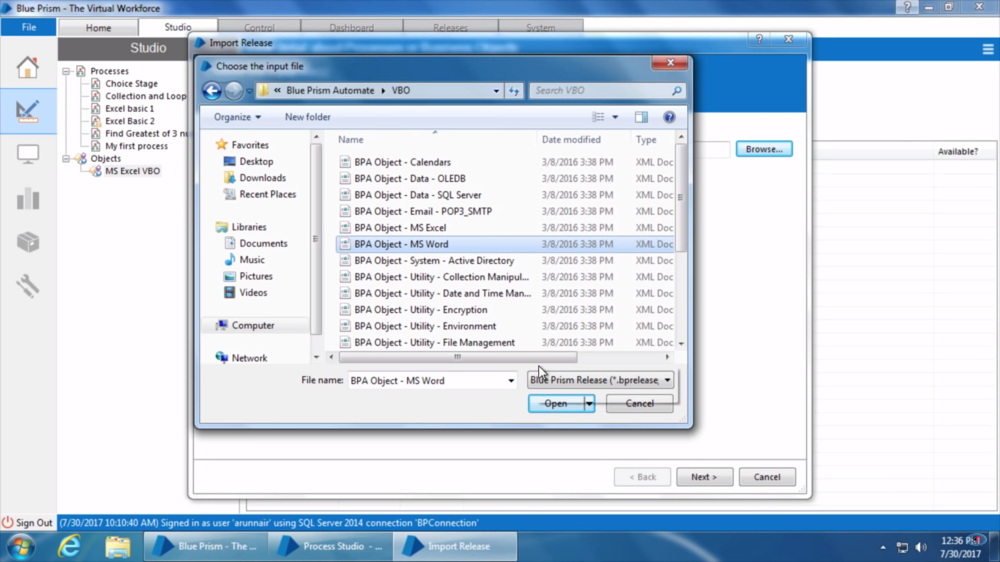 Blue Prism - The Virtual Workforce
File
Home
Studio
Control
Dashboard
Releases
System
Studio
Import Release
Choose the input file
« Blue Prism Automate ▸ VBO
Search VBO
Organize
New folder
Processes
Choice Stage
Collection and Loop
Excel basic 1
Excel Basic 2
Find Greatest of 3 nu
My first process
Objects
MS Excel VBO
Favorites
Desktop
Downloads
Recent Places
Libraries
Documents
Music
Pictures
Videos
Computer
Network
Name Date modified Type
BPA Object - Calendars 3/8/2016 3:38 PM XML Doc
BPA Object - Data - OLEDB 3/8/2016 3:38 PM XML Doc
BPA Object - Data - SQL Server 3/8/2016 3:38 PM XML Doc
BPA Object - Email - POP3_SMTP 3/8/2016 3:38 PM XML Doc
BPA Object - MS Excel 3/8/2016 3:38 PM XML Doc
BPA Object - MS Word 3/8/2016 3:38 PM XML Doc
BPA Object - System - Active Directory 3/8/2016 3:38 PM XML Doc
BPA Object - Utility - Collection Manipul... 3/8/2016 3:38 PM XML Doc
BPA Object - Utility - Date and Time Man... 3/8/2016 3:38 PM XML Doc
BPA Object - Utility - Encryption 3/8/2016 3:38 PM XML Doc
BPA Object - Utility - Environment 3/8/2016 3:38 PM XML Doc
BPA Object - Utility - File Management 3/8/2016 3:38 PM XML Doc
File name: BPA Object - MS Word
Blue Prism Release (*.bprelease,
Open
Cancel
Browse...
Available?
< Back
Next >
Cancel
Sign Out
(7/30/2017 10:10:40 AM) Signed in as user 'arunnair' using SQL Server 2014 connection 'BPConnection'
Blue Prism - The ...
Process Studio - ...
Import Release
12:36 PM
7/30/2017